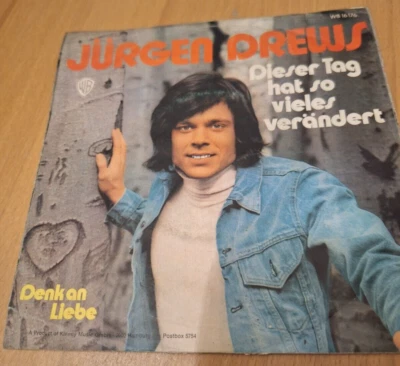 JÜRGEN DREWS
Dieser Tag
hat so
vieles
verändert
Denk an
Liebe